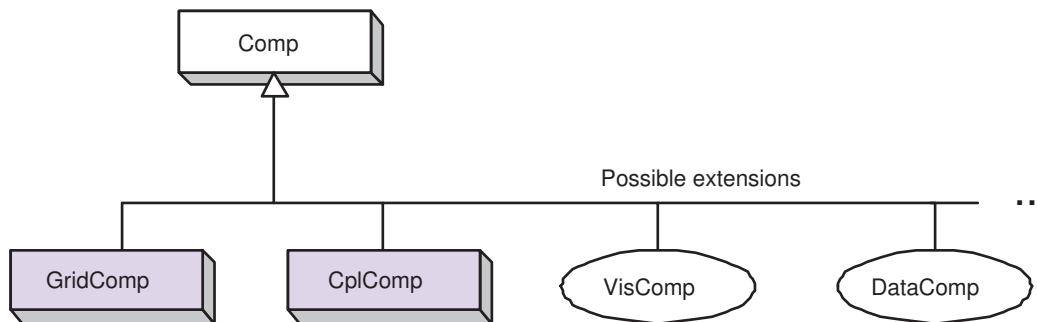 Comp
Possible extensions
..
GridComp
CplComp
VisComp
DataComp